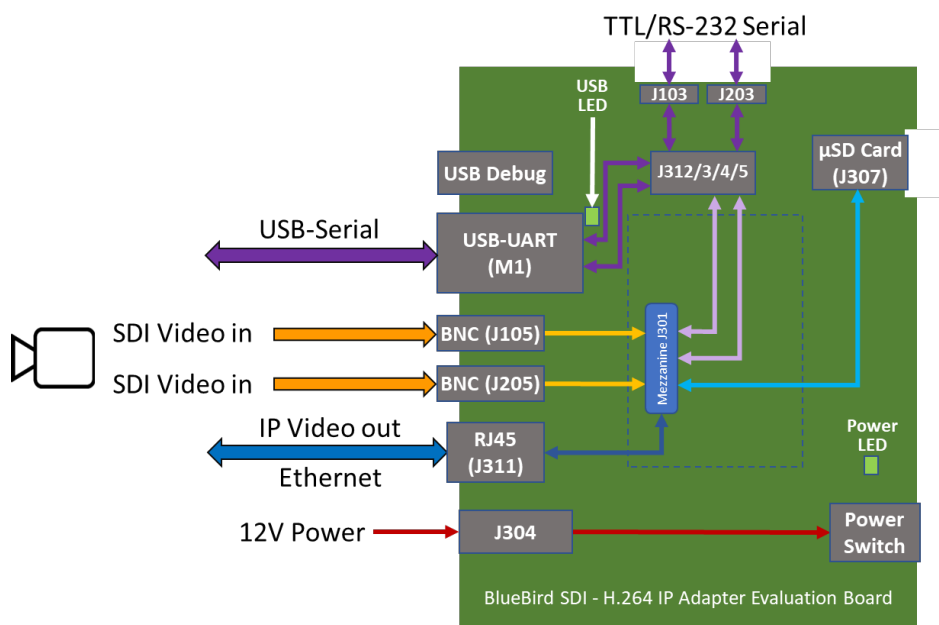 TTL/RS-232 Serial
USB
LED
J103
J203
µSD Card
(J307)
J312/3/4/5
USB Debug
USB-Serial
USB-UART
(M1)
Mezzanine J301
SDI Video in
BNC (J105)
SDI Video in
BNC (J205)
IP Video out
Ethernet
RJ45
(J311)
Power
LED
12V Power
J304
Power
Switch
BlueBird SDI - H.264 IP Adapter Evaluation Board